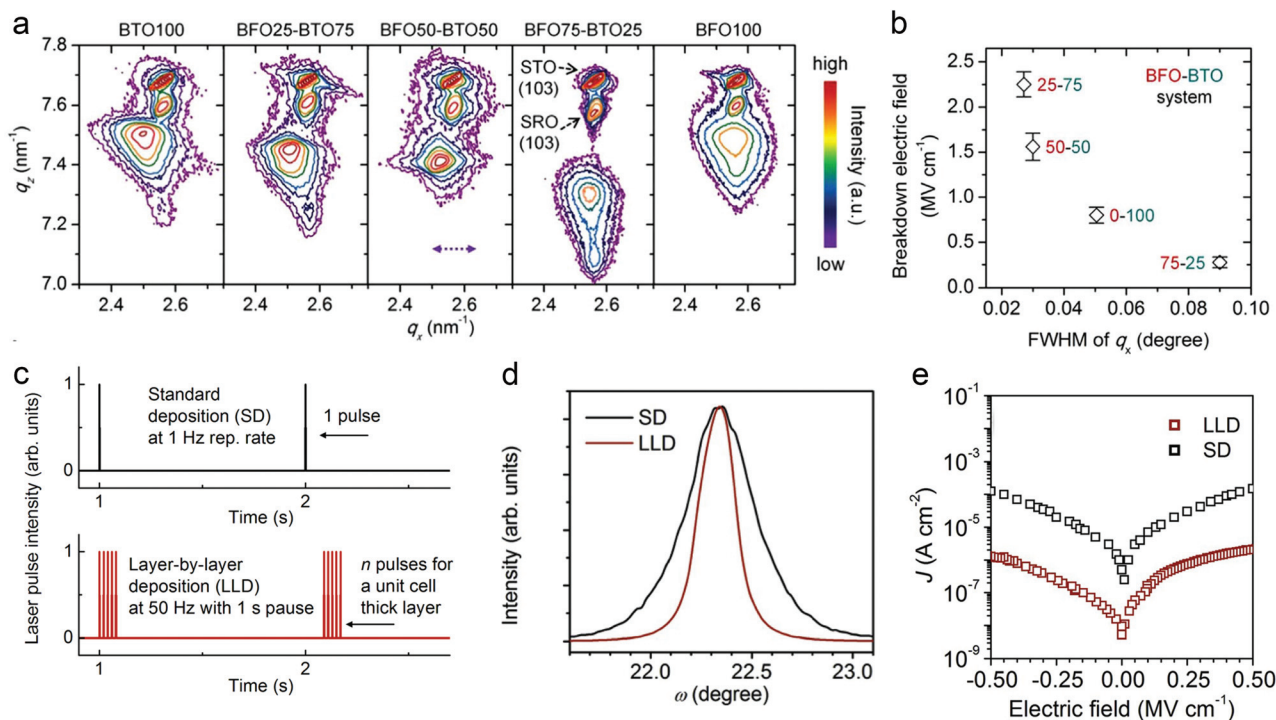 a
BTO100 BFO25-BTO75 BFO50-BTO50 BFO75-BTO25 BFO100
7.8
7.6
7.4
7.2
7.0
q_z (nm⁻¹)
STO
(103)
SRO
(103)
2.4 2.6 2.4 2.6 2.4 2.6 2.4 2.6 2.4 2.6
q_x (nm⁻¹)
high
Intensity (a.u.)
low
b
Breakdown electric field
(MV cm⁻¹)
2.5
2.0
1.5
1.0
0.5
0.0
BFO-BTO
system
25-75
50-50
0-100
75-25
0.02 0.04 0.06 0.08 0.10
FWHM of q_x (degree)
c
Laser pulse intensity (arb. units)
1
0
Standard
deposition (SD)
at 1 Hz rep. rate
1 pulse
1 2
Time (s)
1
0
Layer-by-layer
deposition (LLD)
at 50 Hz with 1 s pause
n pulses for
a unit cell
thick layer
1 2
Time (s)
d
Intensity (arb. units)
SD
LLD
22.0 22.5 23.0
ω (degree)
e
J (A cm⁻²)
10⁻¹
10⁻³
10⁻⁵
10⁻⁷
10⁻⁹
LLD
SD
-0.50 -0.25 0.00 0.25 0.50
Electric field (MV cm⁻¹)